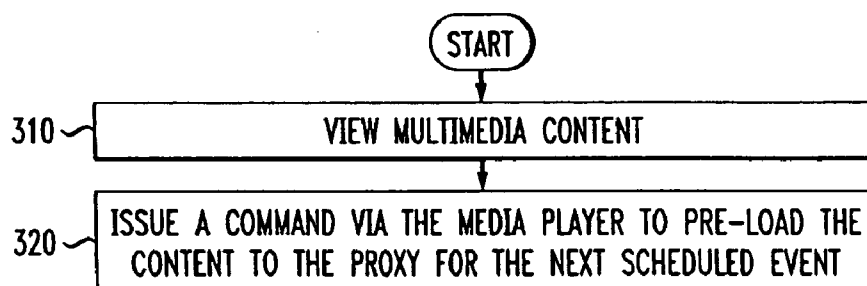 START
310
VIEW MULTIMEDIA CONTENT
320
ISSUE A COMMAND VIA THE MEDIA PLAYER TO PRE-LOAD THE
CONTENT TO THE PROXY FOR THE NEXT SCHEDULED EVENT